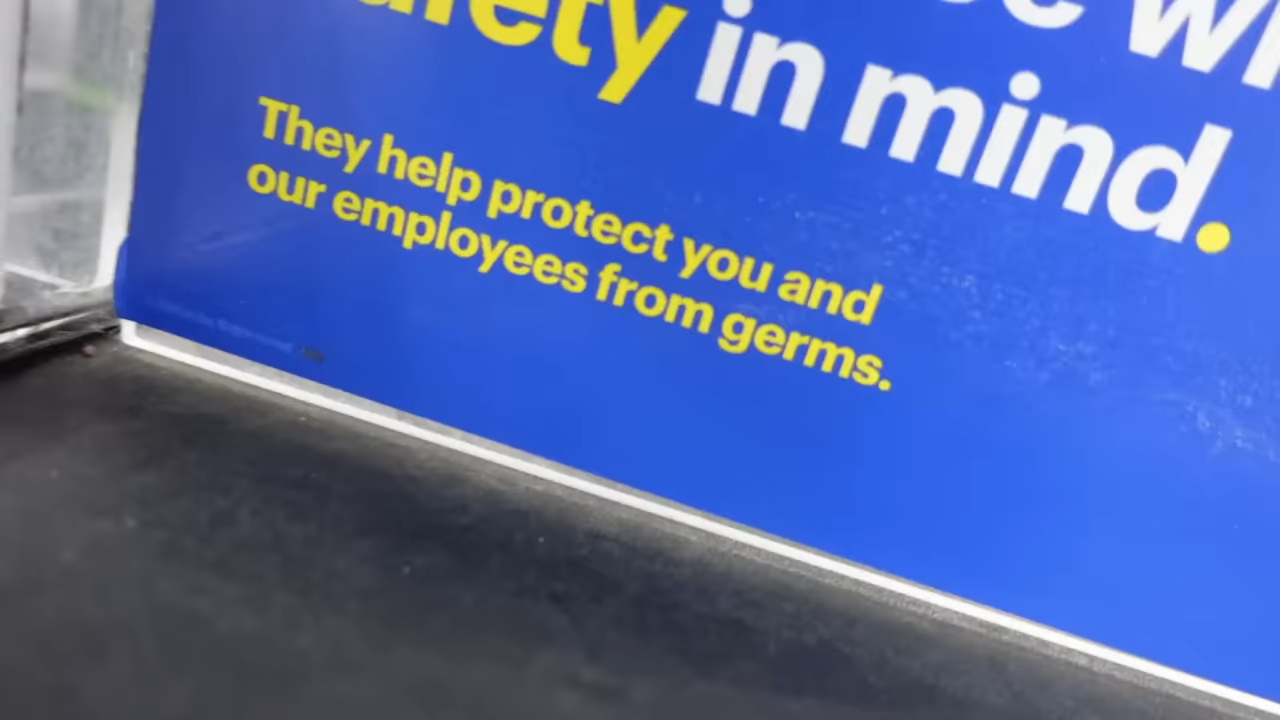 in mind.
They help protect you and
our employees from germs.